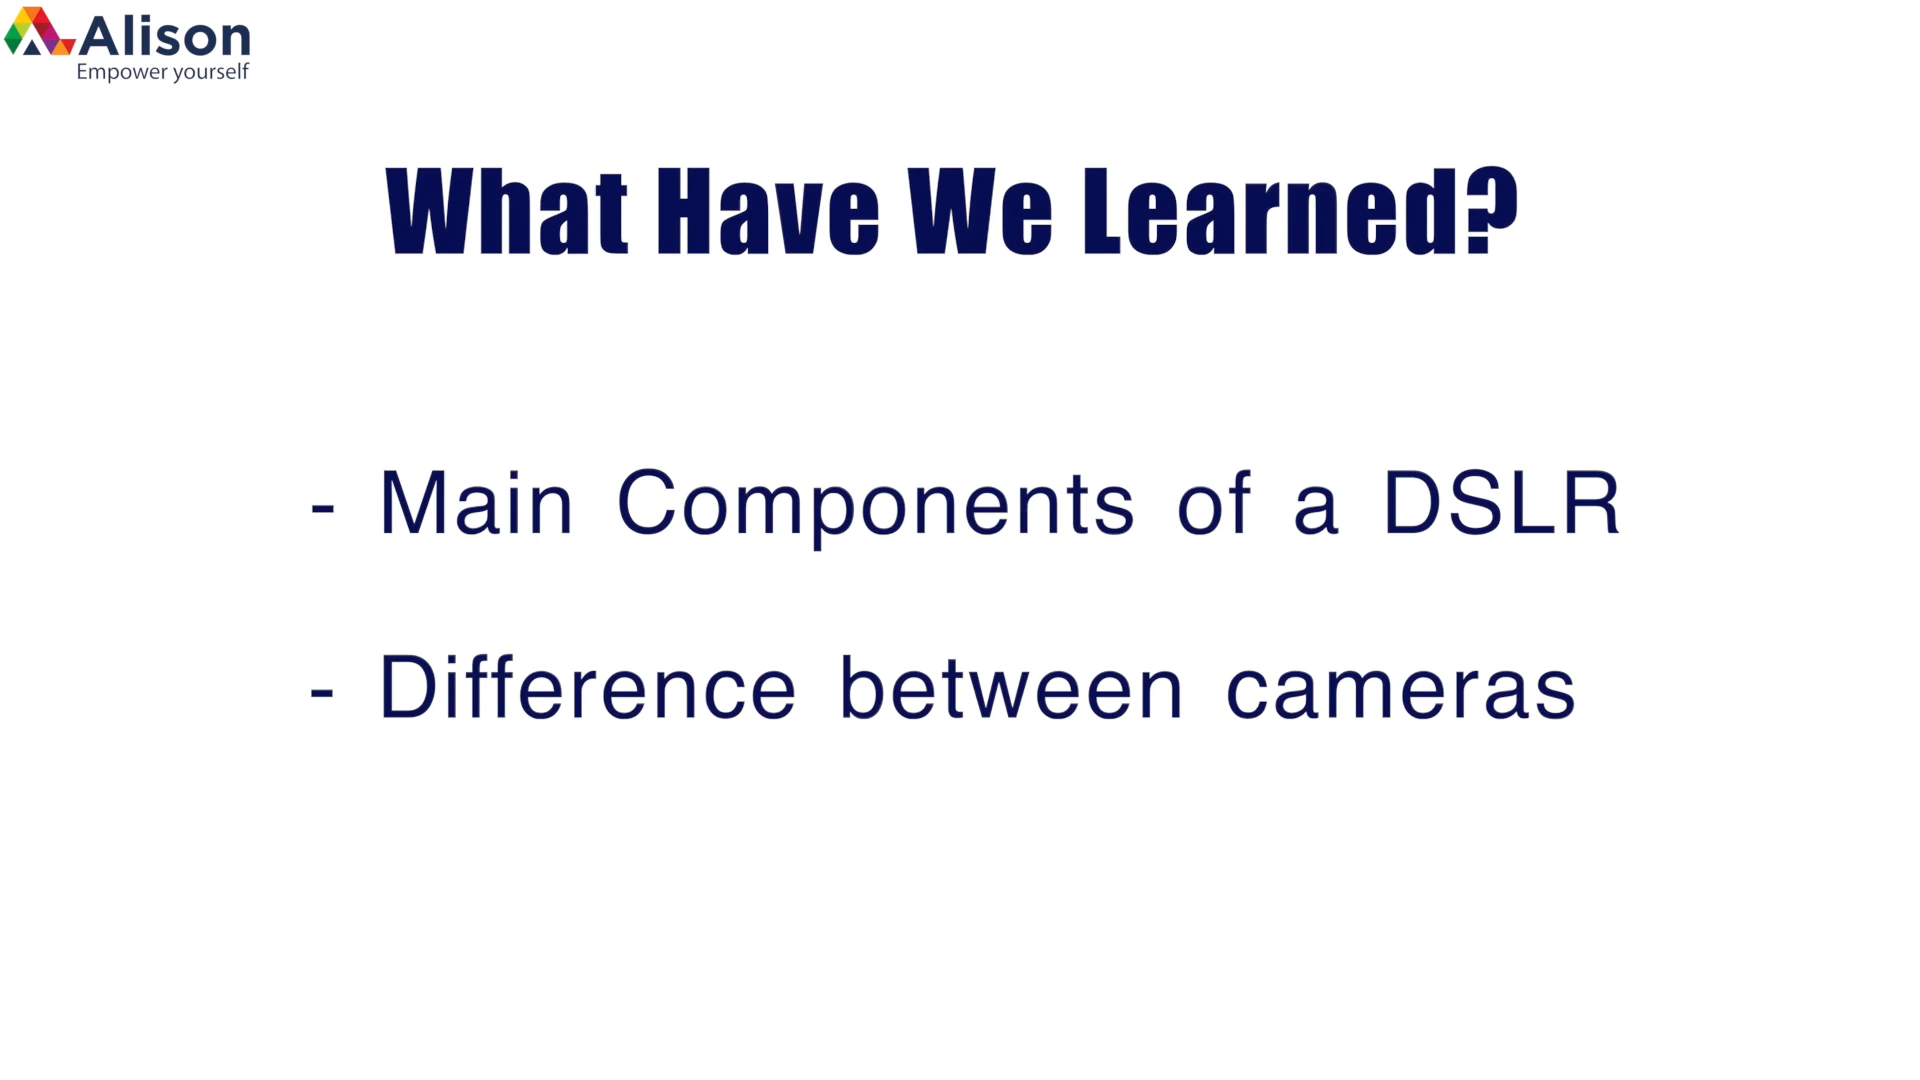 Alison
Empower yourself
What Have We Learned?
- Main Components of a DSLR
- Difference between cameras